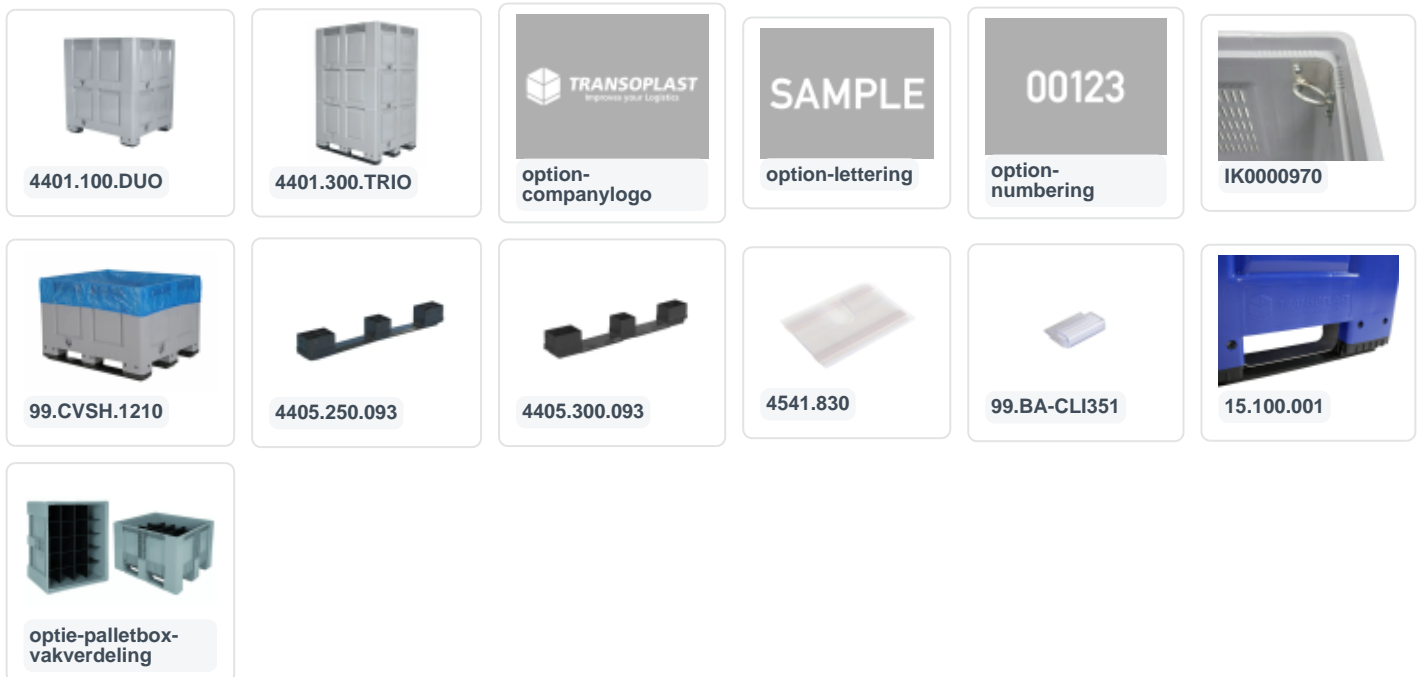 4401.100.DUO
4401.300.TRIO
TRANSOPLAST
Improves your Logistics
option-
companylogo
SAMPLE
option-lettering
00123
option-
numbering
IK0000970
99.CVSH.1210
4405.250.093
4405.300.093
4541.830
99.BA-CLI351
15.100.001
optie-palletbox-
vakverdeling